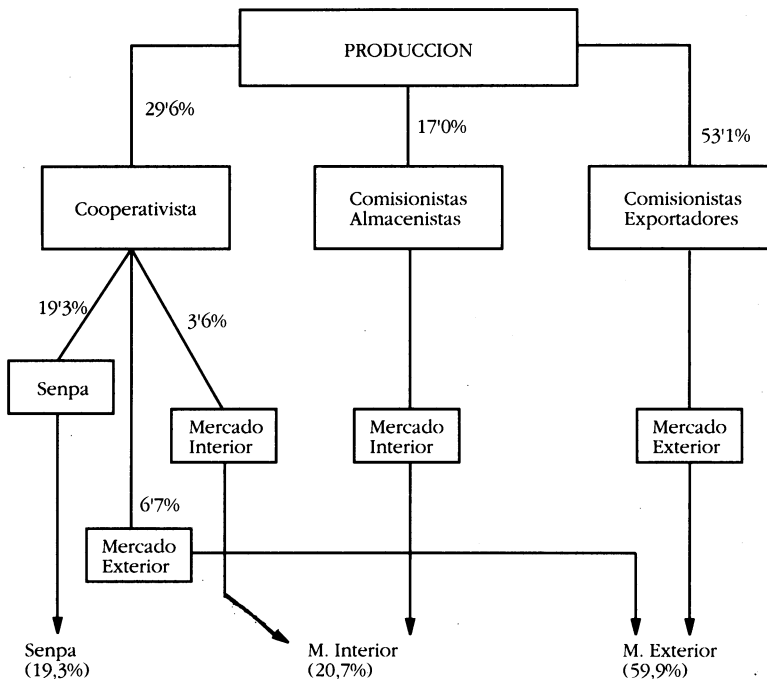 PRODUCCION
29'6%
17'0%
53'1%
Cooperativista
Comisionistas
Almacenistas
Comisionistas
Exportadores
19'3%
3'6%
Senpa
Mercado
Interior
Mercado
Interior
Mercado
Exterior
6'7%
Mercado
Exterior
Senpa
(19,3%)
M. Interior
(20,7%)
M. Exterior
(59,9%)